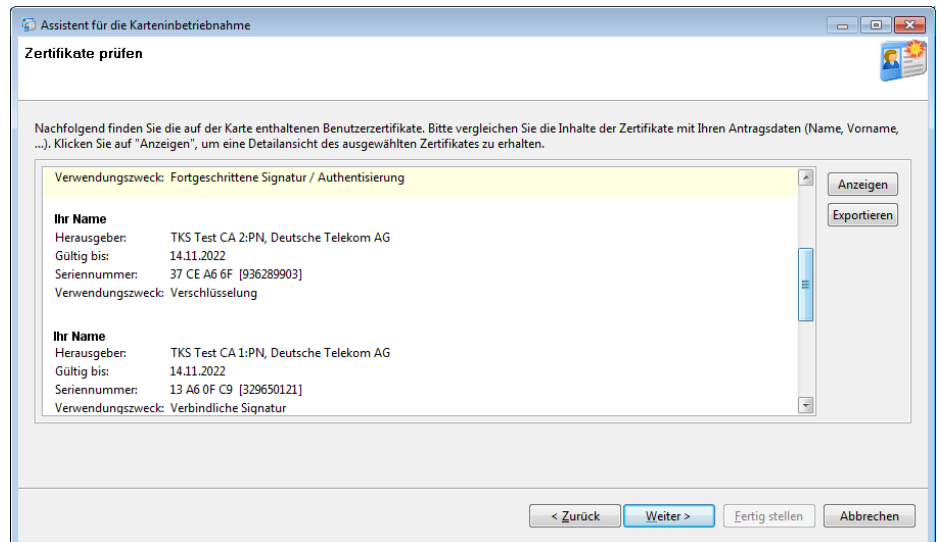 Assistent für die Karteninbetriebnahme
Zertifikate prüfen
Nachfolgend finden Sie die auf der Karte enthaltenen Benutzerzertifikate. Bitte vergleichen Sie die Inhalte der Zertifikate mit Ihren Antragsdaten (Name, Vorname,
...). Klicken Sie auf "Anzeigen", um eine Detailansicht des ausgewählten Zertifikates zu erhalten.
Verwendungszweck: Fortgeschrittene Signatur / Authentisierung
Anzeigen
Exportieren
Ihr Name
Herausgeber: TKS Test CA 2:PN, Deutsche Telekom AG
Gültig bis: 14.11.2022
Seriennummer: 37 CE A6 6F [936289903]
Verwendungszweck: Verschlüsselung
Ihr Name
Herausgeber: TKS Test CA 1:PN, Deutsche Telekom AG
Gültig bis: 14.11.2022
Seriennummer: 13 A6 0F C9 [329650121]
Verwendungszweck: Verbindliche Signatur
< Zurück Weiter > Fertig stellen Abbrechen